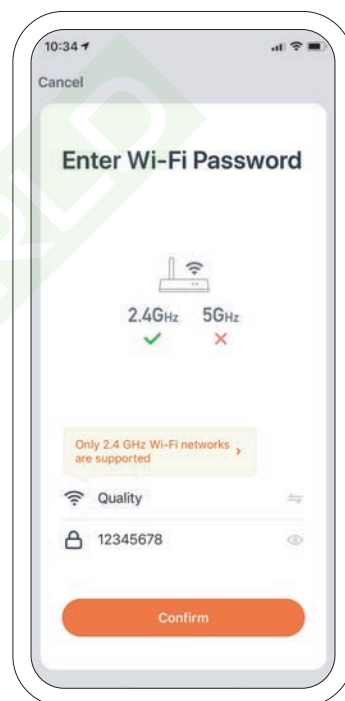 10:34
Cancel
Enter Wi-Fi Password
2.4GHz 5GHz
Only 2.4 GHz Wi-Fi networks
are supported
Quality
12345678
Confirm